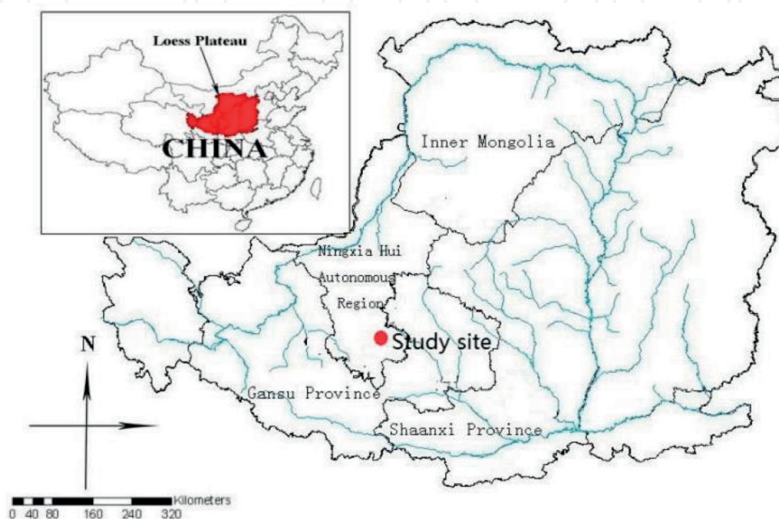 Loess Plateau
CHINA
Inner Mongolia
Ningxia Hui
Autonomous
Region
Study site
N
Gansu Province
Shaanxi Province
Kilometers
0 40 80 160 240 320